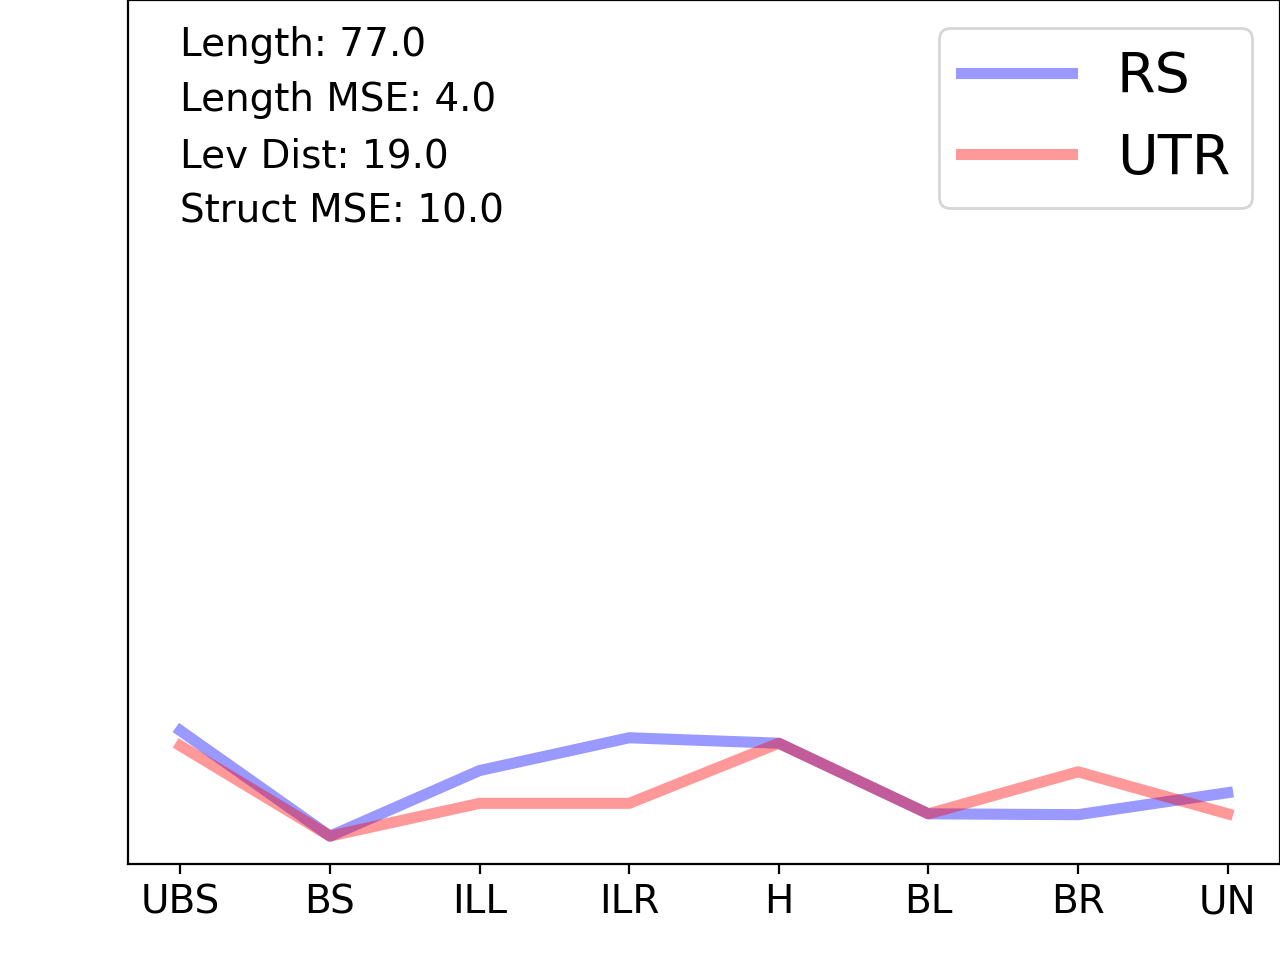 Length: 77.0
Length MSE: 4.0
Lev Dist: 19.0
Struct MSE: 10.0
RS
UTR
UBS BS ILL ILR H BL BR UN